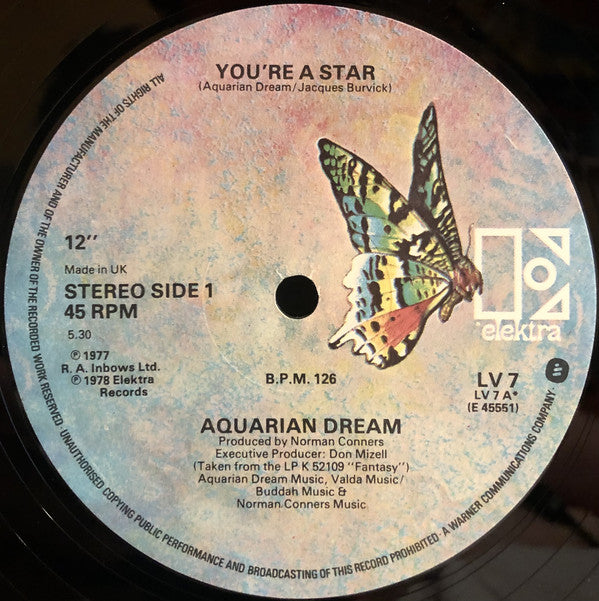 YOU'RE A STAR
(Aquarian Dream/Jacques Burvick)
12''
Made in UK
STEREO SIDE 1
45 RPM
5.30
℗ 1977
R. A. Inbows Ltd.
℗ 1978 Elektra
Records
B.P.M. 126
elektra
LV 7
LV 7 A*
(E 45551)
AQUARIAN DREAM
Produced by Norman Conners
Executive Producer: Don Mizell
(Taken from the LP K 52109 "Fantasy")
Aquarian Dream Music, Valda Music/
Buddah Music &
Norman Conners Music
ALL RIGHTS OF THE MANUFACTURER AND OF THE OWNER OF THE RECORDED WORK RESERVED · UNAUTHORISED COPYING PUBLIC PERFORMANCE AND BROADCASTING OF THIS RECORD PROHIBITED · A WARNER COMMUNICATIONS COMPANY ·